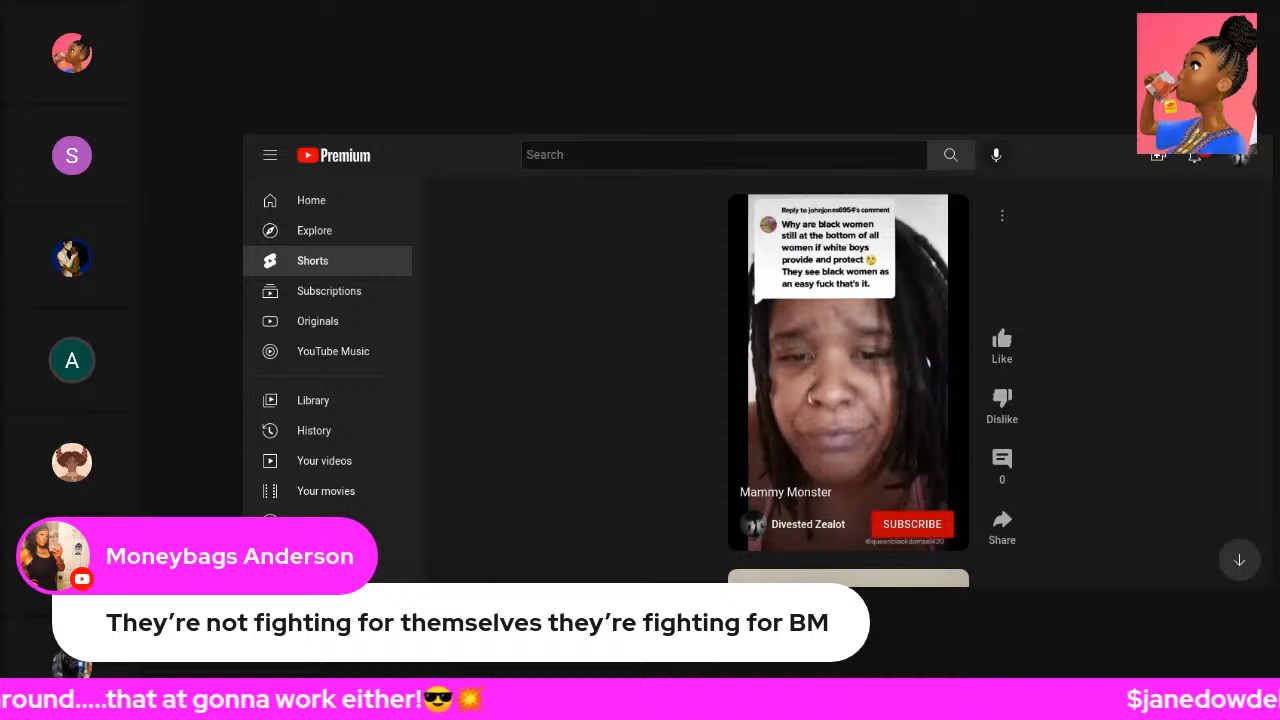 S
A
Premium
Search
Home
Explore
Shorts
Subscriptions
Originals
YouTube Music
Library
History
Your videos
Your movies
Reply to johnjones6954's comment
Why are black women
still at the bottom of all
women if white boys
provide and protect 🤔
They see black women as
an easy fuck that's it.
Mammy Monster
Divested Zealot
SUBSCRIBE
@queenblackdamsel420
Like
Dislike
0
Share
Moneybags Anderson
They’re not fighting for themselves they’re fighting for BM
round.....that at gonna work either!😎💥
$janedowde